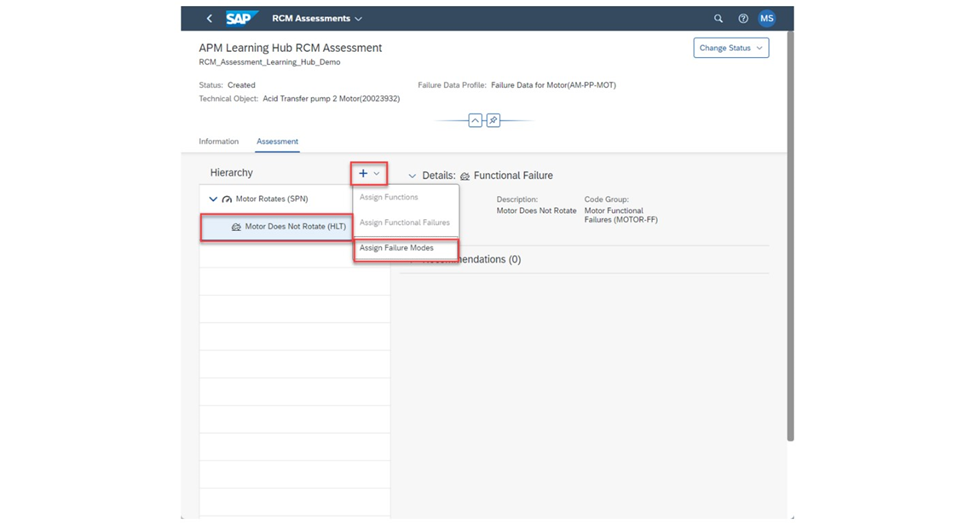 SAP RCM Assessments MS
APM Learning Hub RCM Assessment
Change Status
RCM_Assessment_Learning_Hub_Demo
Status: Created
Failure Data Profile: Failure Data for Motor(AM-PP-MOT)
Technical Object: Acid Transfer pump 2 Motor(20023932)
Information Assessment
Hierarchy
Motor Rotates (SPN)
Motor Does Not Rotate (HLT)
Assign Functions
Assign Functional Failures
Assign Failure Modes
Details: Functional Failure
Description:
Motor Does Not Rotate
Code Group:
Motor Functional
Failures (MOTOR-FF)
(0)